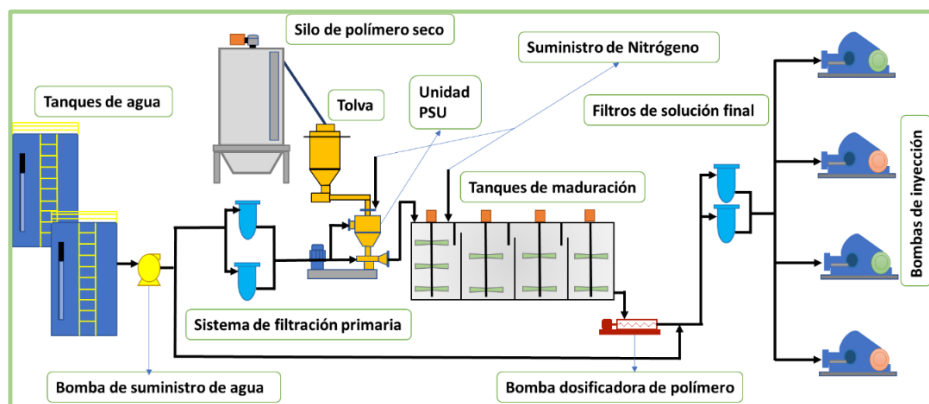 Silo de polímero seco
Suministro de Nitrógeno
Unidad
PSU
Tanques de agua
Tolva
Filtros de solución final
Tanques de maduración
Bombas de inyección
Sistema de filtración primaria
Bomba de suministro de agua
Bomba dosificadora de polímero